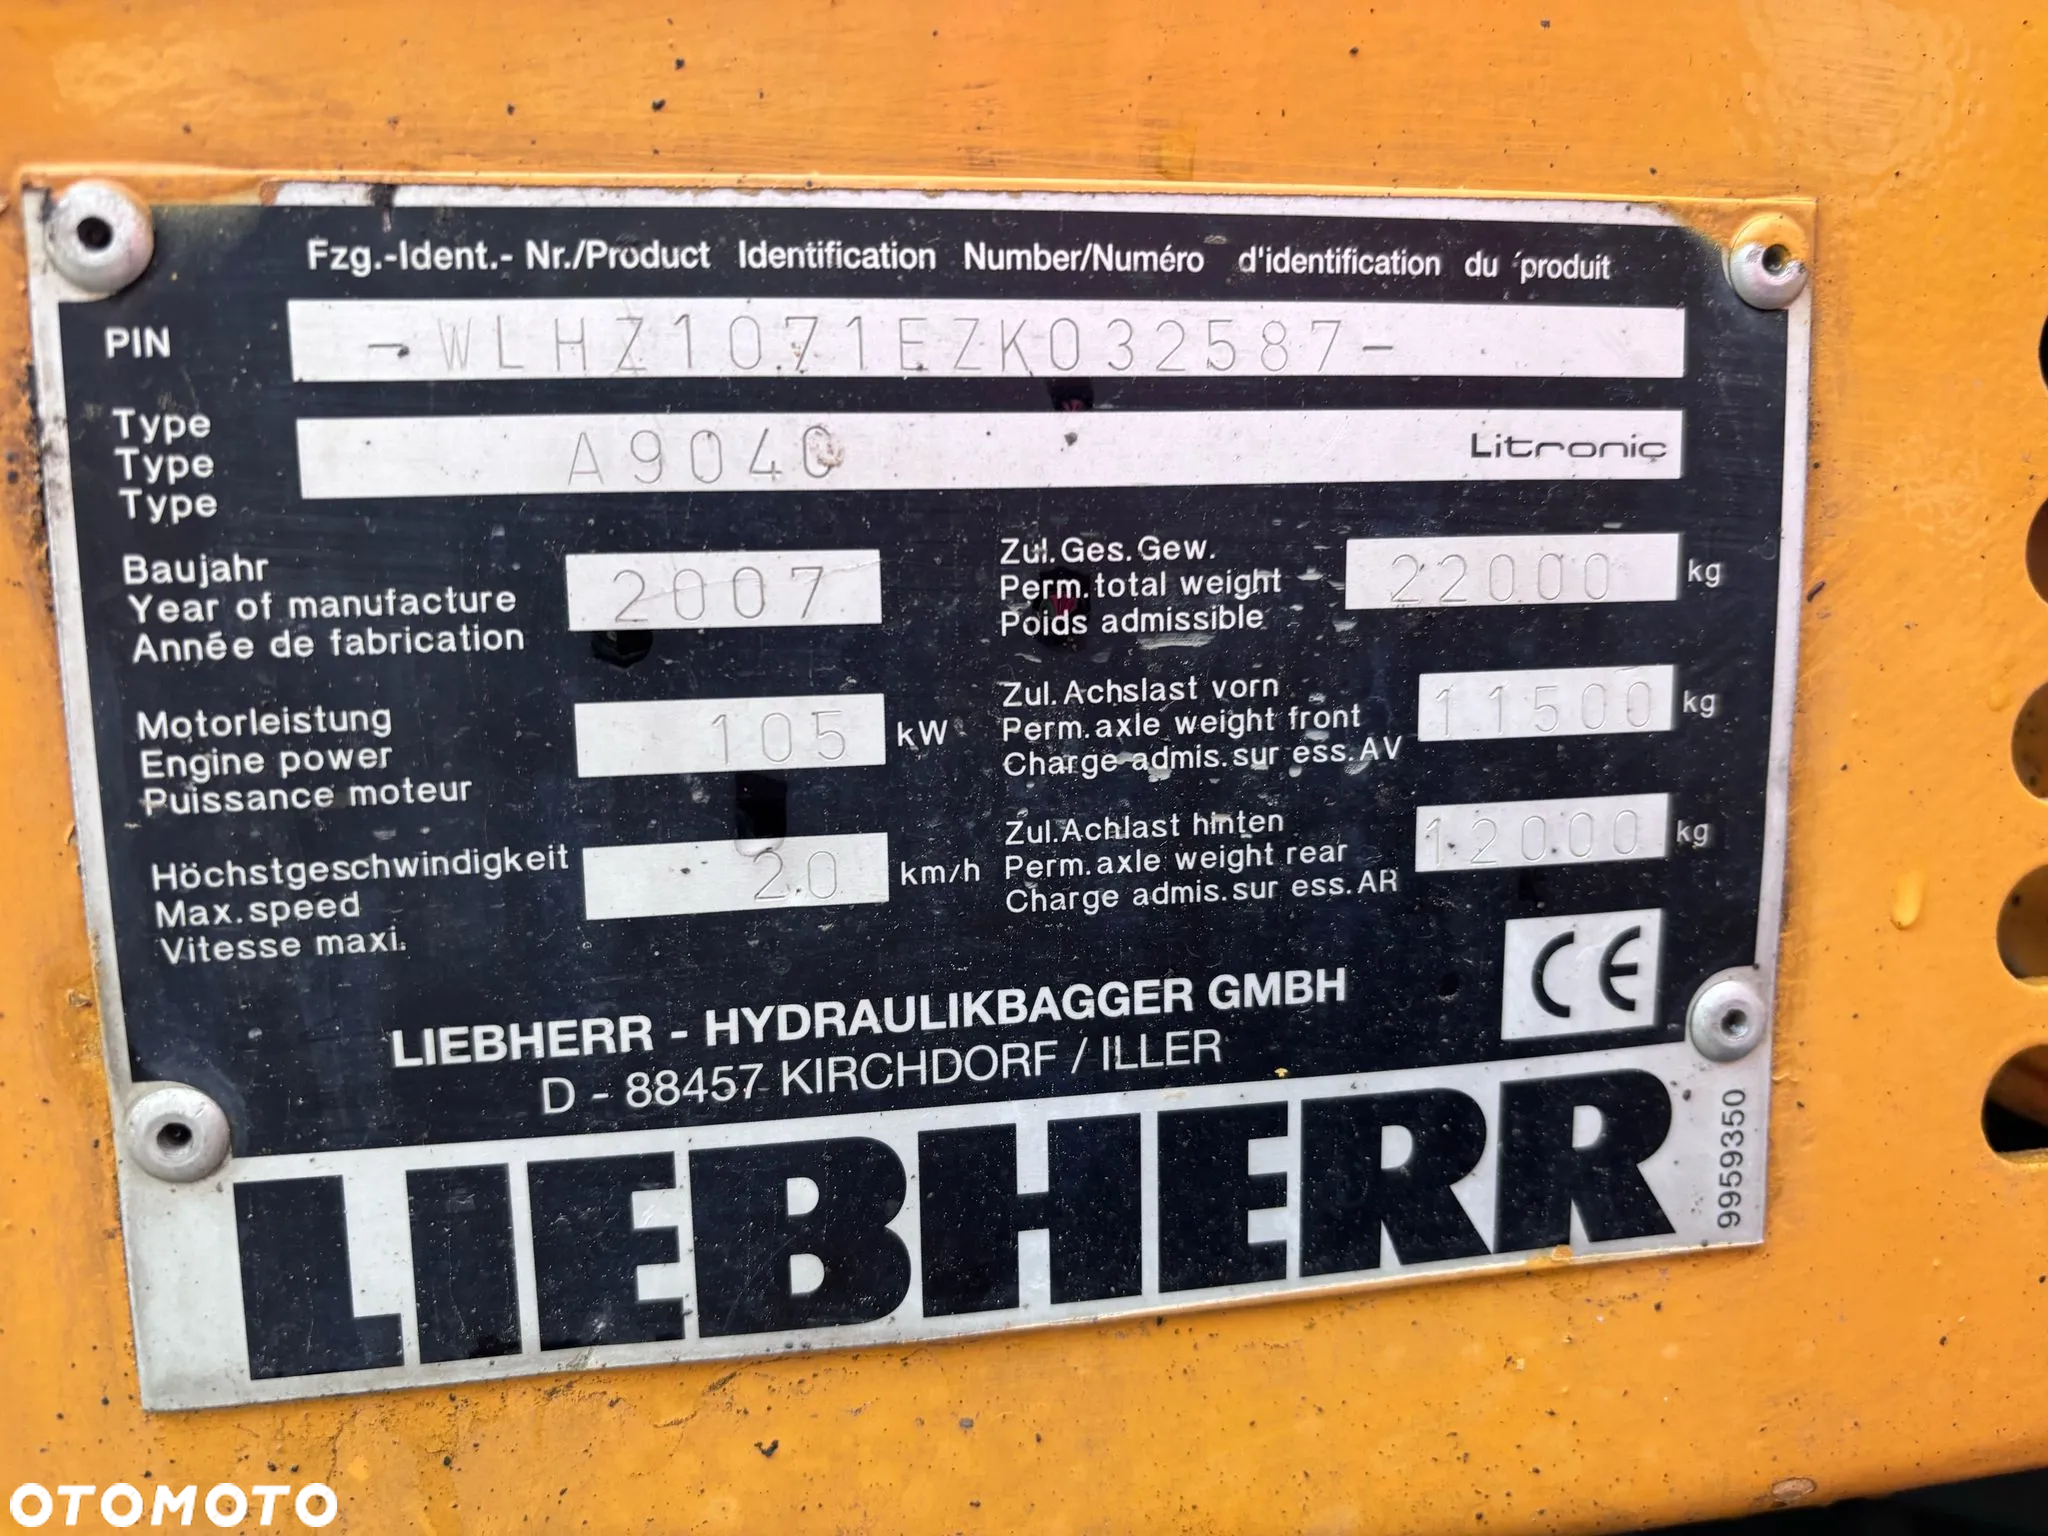 Fzg.-Ident.- Nr./Product Identification Number/Numéro d'identification du produit
PIN -WLHZ1071EZK032587-
Type
Type A904C Litronic
Type
Baujahr
Year of manufacture 2007
Année de fabrication
Zul.Ges.Gew.
Perm.total weight 22000 kg
Poids admissible
Motorleistung
Engine power 105 kW
Puissance moteur
Zul.Achslast vorn
Perm.axle weight front 11500 kg
Charge admis.sur ess.AV
Höchstgeschwindigkeit
Max.speed 20 km/h
Vitesse maxi.
Zul.Achlast hinten
Perm.axle weight rear 12000 kg
Charge admis.sur ess.AR
CE
LIEBHERR - HYDRAULIKBAGGER GMBH
D - 88457 KIRCHDORF / ILLER
LIEBHERR
9959350
OTOMOTO